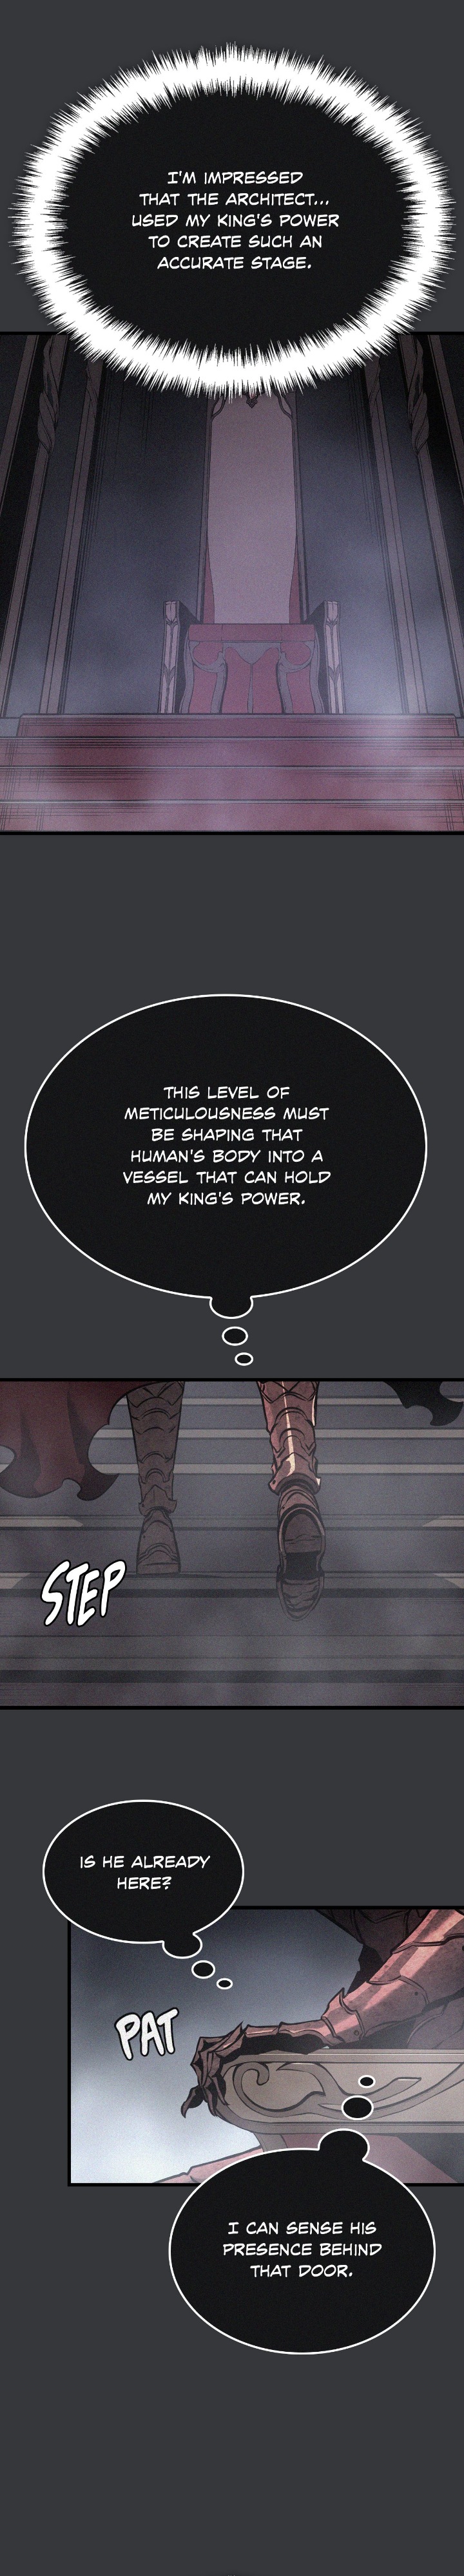 I'M IMPRESSED
THAT THE ARCHITECT...
USED MY KING'S POWER
TO CREATE SUCH AN
ACCURATE STAGE.
THIS LEVEL OF
METICULOUSNESS MUST
BE SHAPING THAT
HUMAN'S BODY INTO A
VESSEL THAT CAN HOLD
MY KING'S POWER.
STEP
IS HE ALREADY
HERE?
PAT
I CAN SENSE HIS
PRESENCE BEHIND
THAT DOOR.